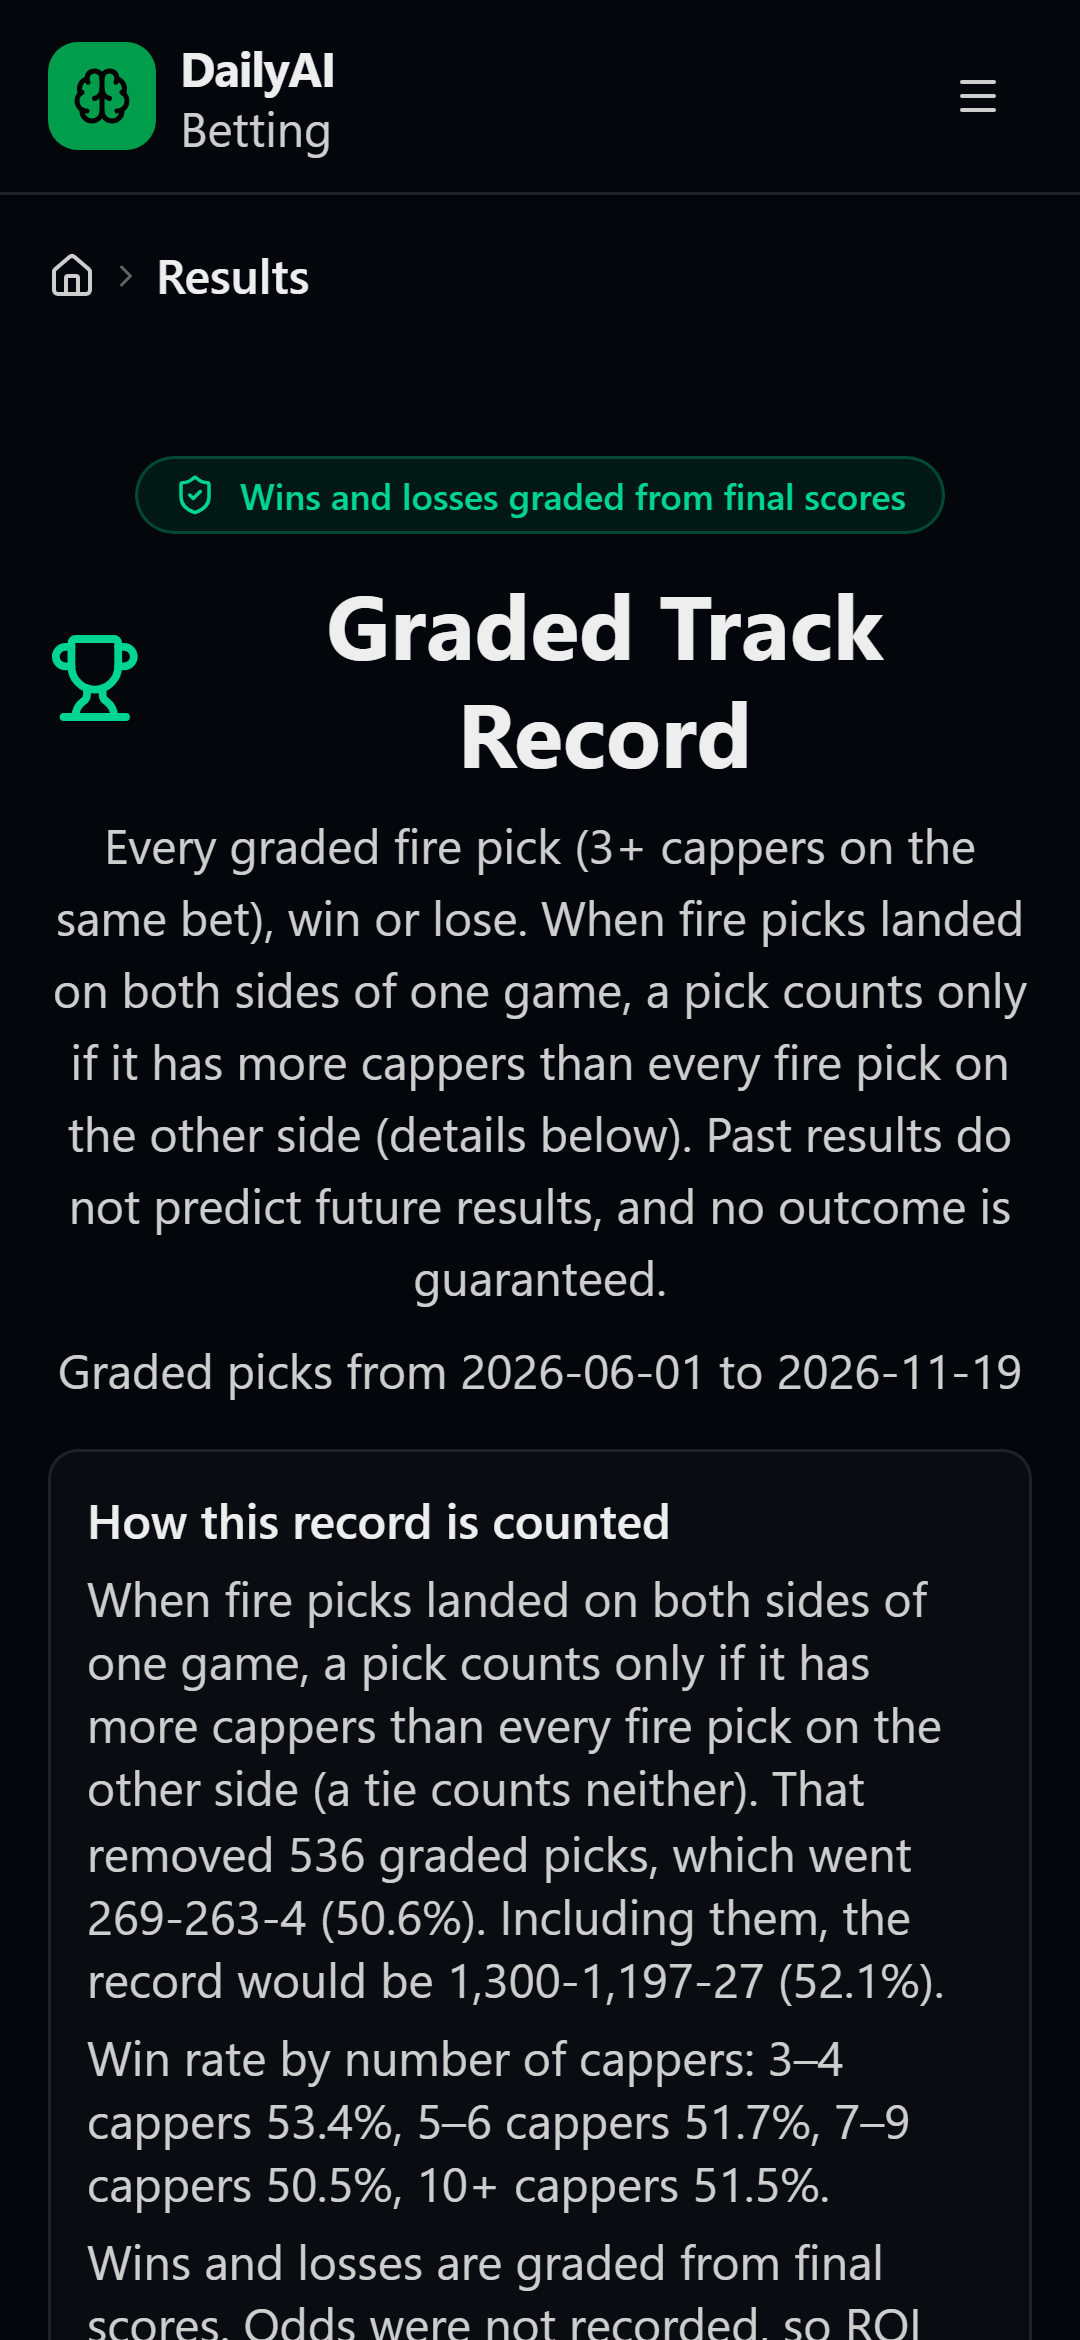 DailyAI
Betting
Results
Wins and losses graded from final scores
Graded Track
Record
Every graded fire pick (3+ cappers on the
same bet), win or lose. When fire picks landed
on both sides of one game, a pick counts only
if it has more cappers than every fire pick on
the other side (details below). Past results do
not predict future results, and no outcome is
guaranteed.
Graded picks from 2026-06-01 to 2026-11-19
How this record is counted
When fire picks landed on both sides of
one game, a pick counts only if it has
more cappers than every fire pick on the
other side (a tie counts neither). That
removed 536 graded picks, which went
269-263-4 (50.6%). Including them, the
record would be 1,300-1,197-27 (52.1%).
Win rate by number of cappers: 3–4
cappers 53.4%, 5–6 cappers 51.7%, 7–9
cappers 50.5%, 10+ cappers 51.5%.
Wins and losses are graded from final
scores. Odds were not recorded, so ROI